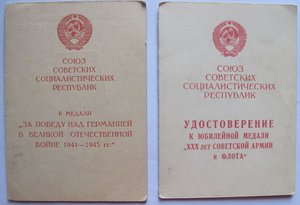 СОЮЗ
СОВЕТСКИХ
СОЦИАЛИСТИЧЕСКИХ
РЕСПУБЛИК
К МЕДАЛИ
„ЗА ПОБЕДУ НАД ГЕРМАНИЕЙ
В ВЕЛИКОЙ ОТЕЧЕСТВЕННОЙ
ВОЙНЕ 1941—1945 гг."
СОЮЗ
СОВЕТСКИХ
СОЦИАЛИСТИЧЕСКИХ
РЕСПУБЛИК
УДОСТОВЕРЕНИЕ
К ЮБИЛЕЙНОЙ МЕДАЛИ
„XXX ЛЕТ СОВЕТСКОЙ АРМИИ
И ФЛОТА"